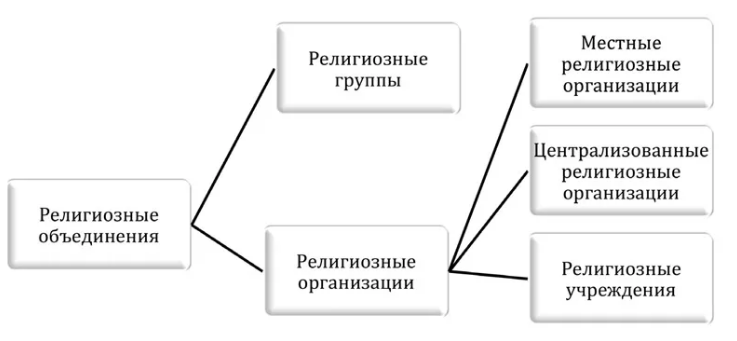 Религиозные
объединения
Религиозные
группы
Религиозные
организации
Местные
религиозные
организации
Централизованные
религиозные
организации
Религиозные
учреждения